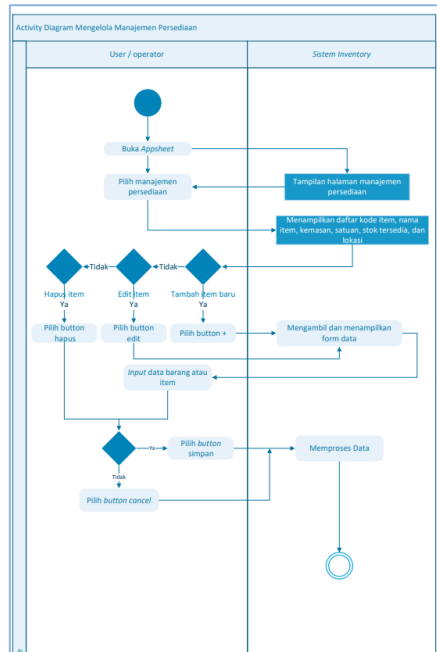 Activity Diagram Mengelola Manajemen Persediaan
User / operator
Sistem Inventory
Buka Appsheet
Pilih manajemen
persediaan
Tampilan halaman manajemen
persediaan
Menampilkan daftar kode item, nama
item, kemasan, satuan, stok tersedia, dan
lokasi
Tidak
Tidak
Hapus item
Edit item
Tambah item baru
Ya
Ya
Ya
Pilih button
hapus
Pilih button
edit
Pilih button +
Mengambil dan menampilkan
form data
Input data barang atau
item
Ya
Pilih button
simpan
Memproses Data
Tidak
Pilih button cancel